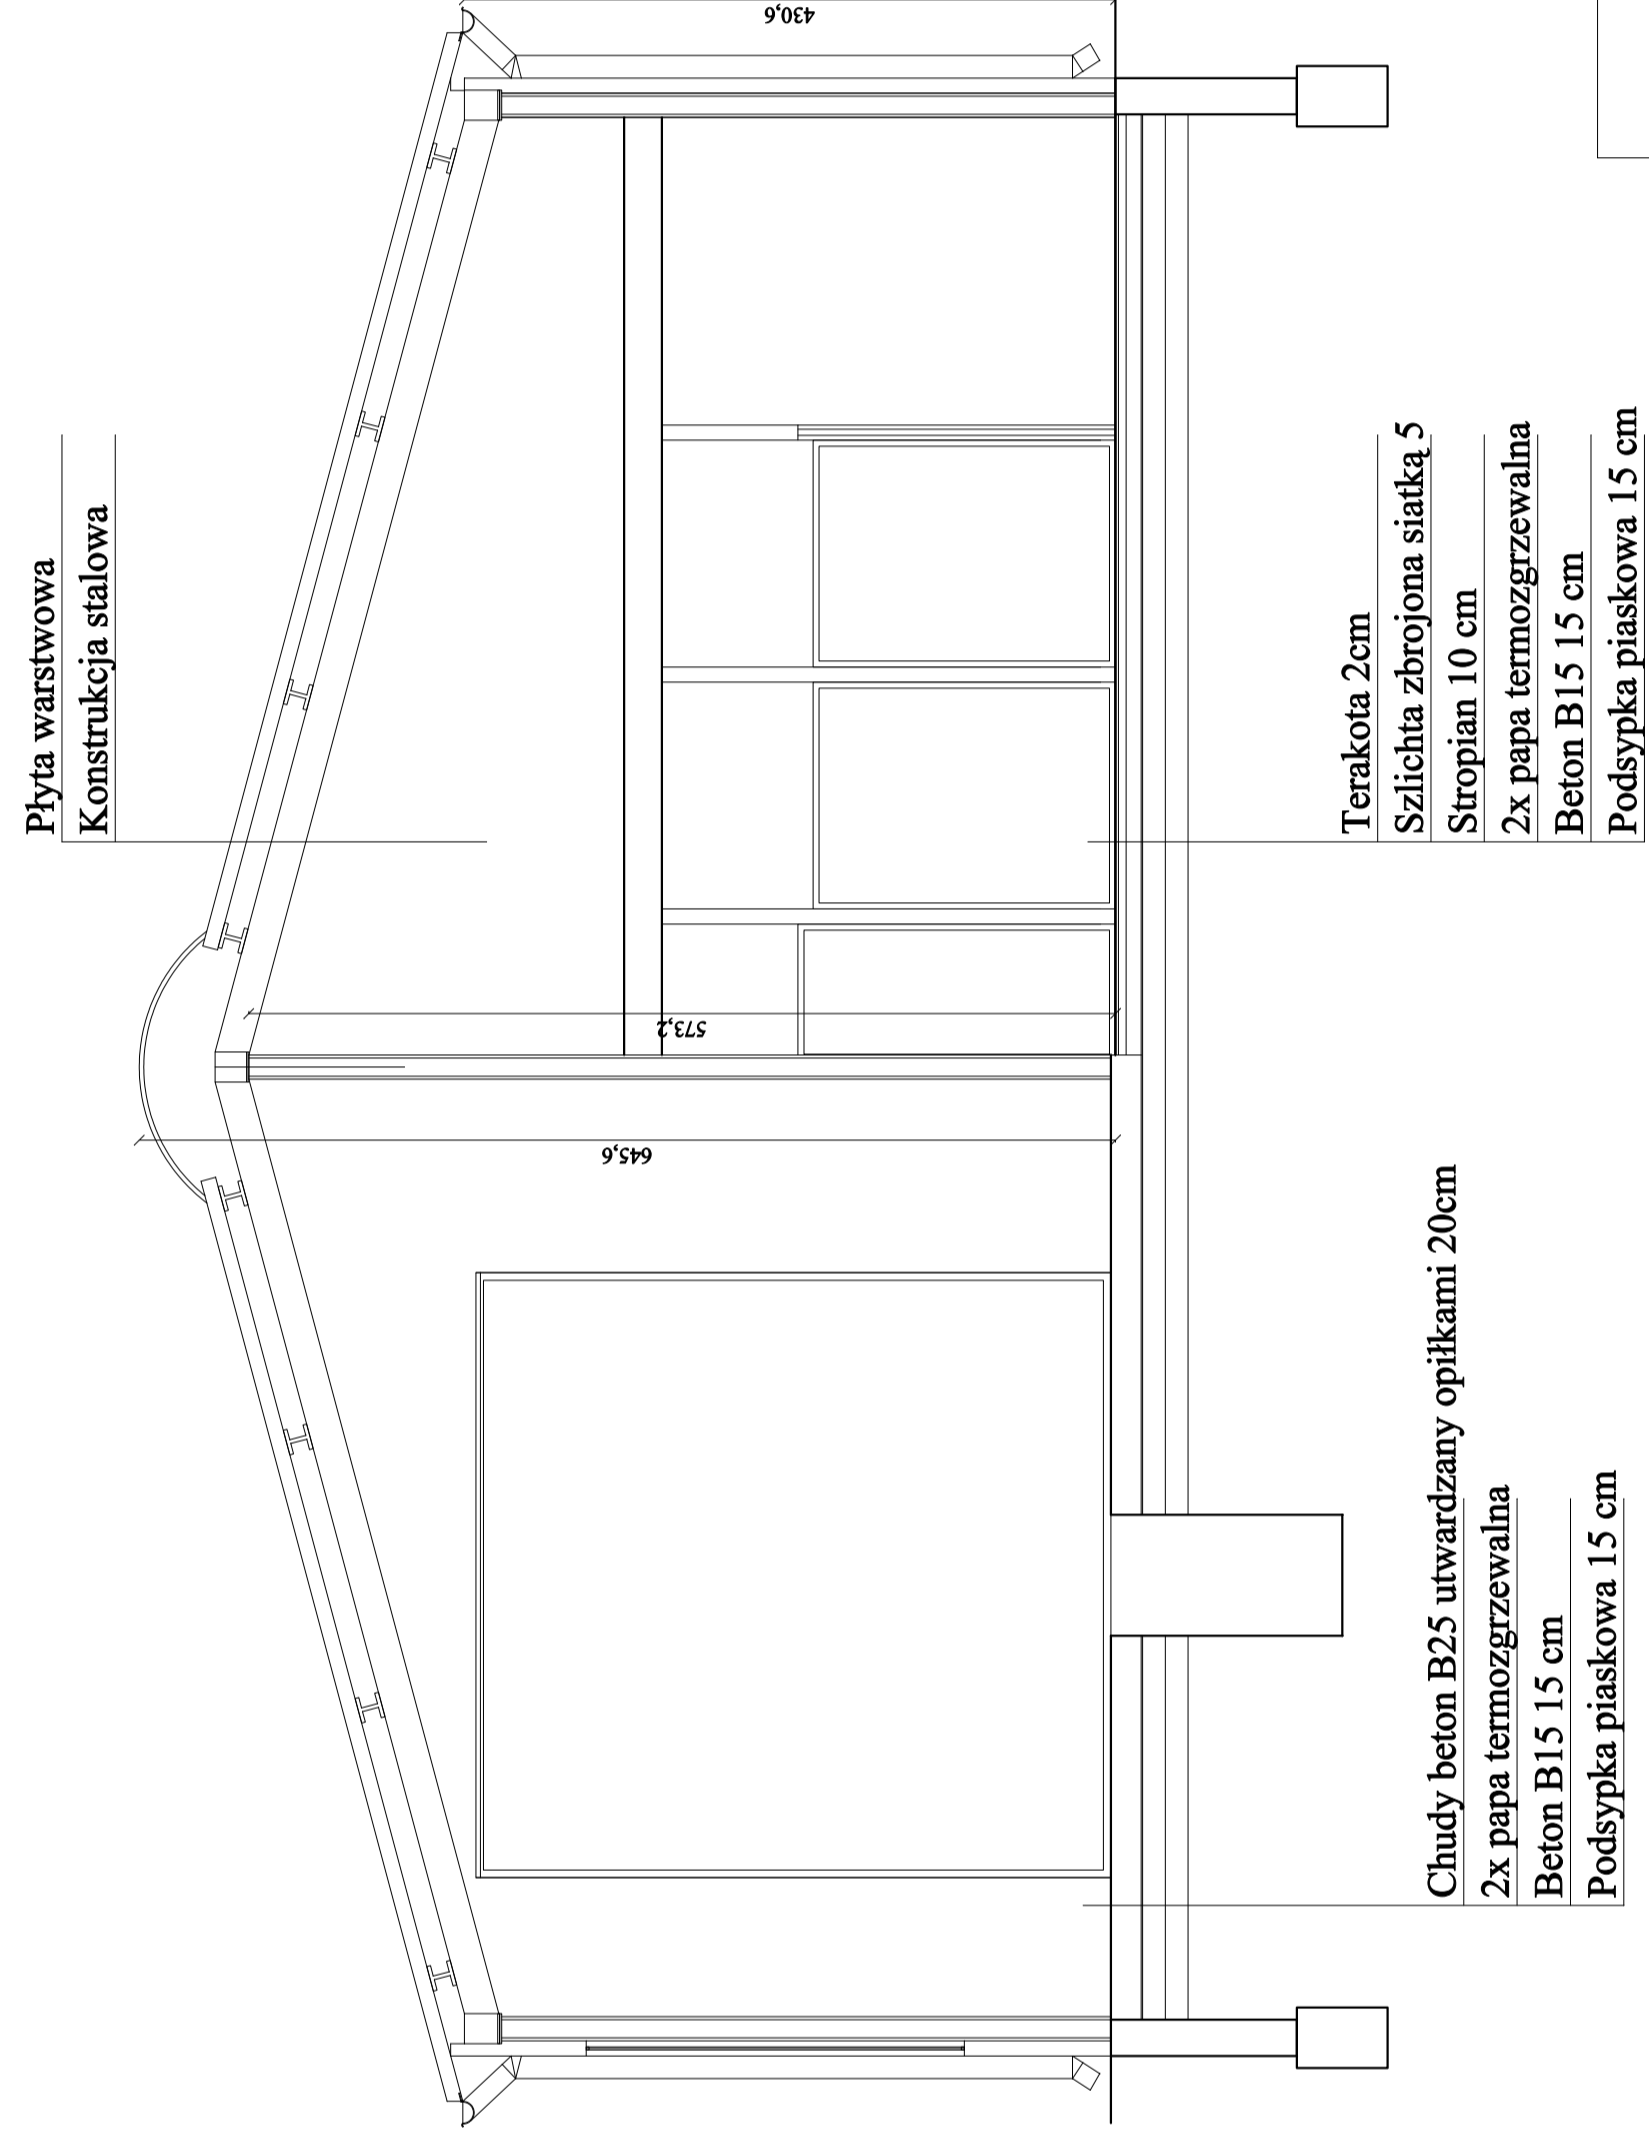 Płyta warstwowa
Konstrukcja stalowa
430,6
573,2
645,6
Terakota 2cm
Szlichta zbrojona siatką 5
Stropian 10 cm
2x papa termozgrzewalna
Beton B15 15 cm
Podsypka piaskowa 15 cm
Chudy beton B25 utwardzany opiłkami 20cm
2x papa termozgrzewalna
Beton B15 15 cm
Podsypka piaskowa 15 cm